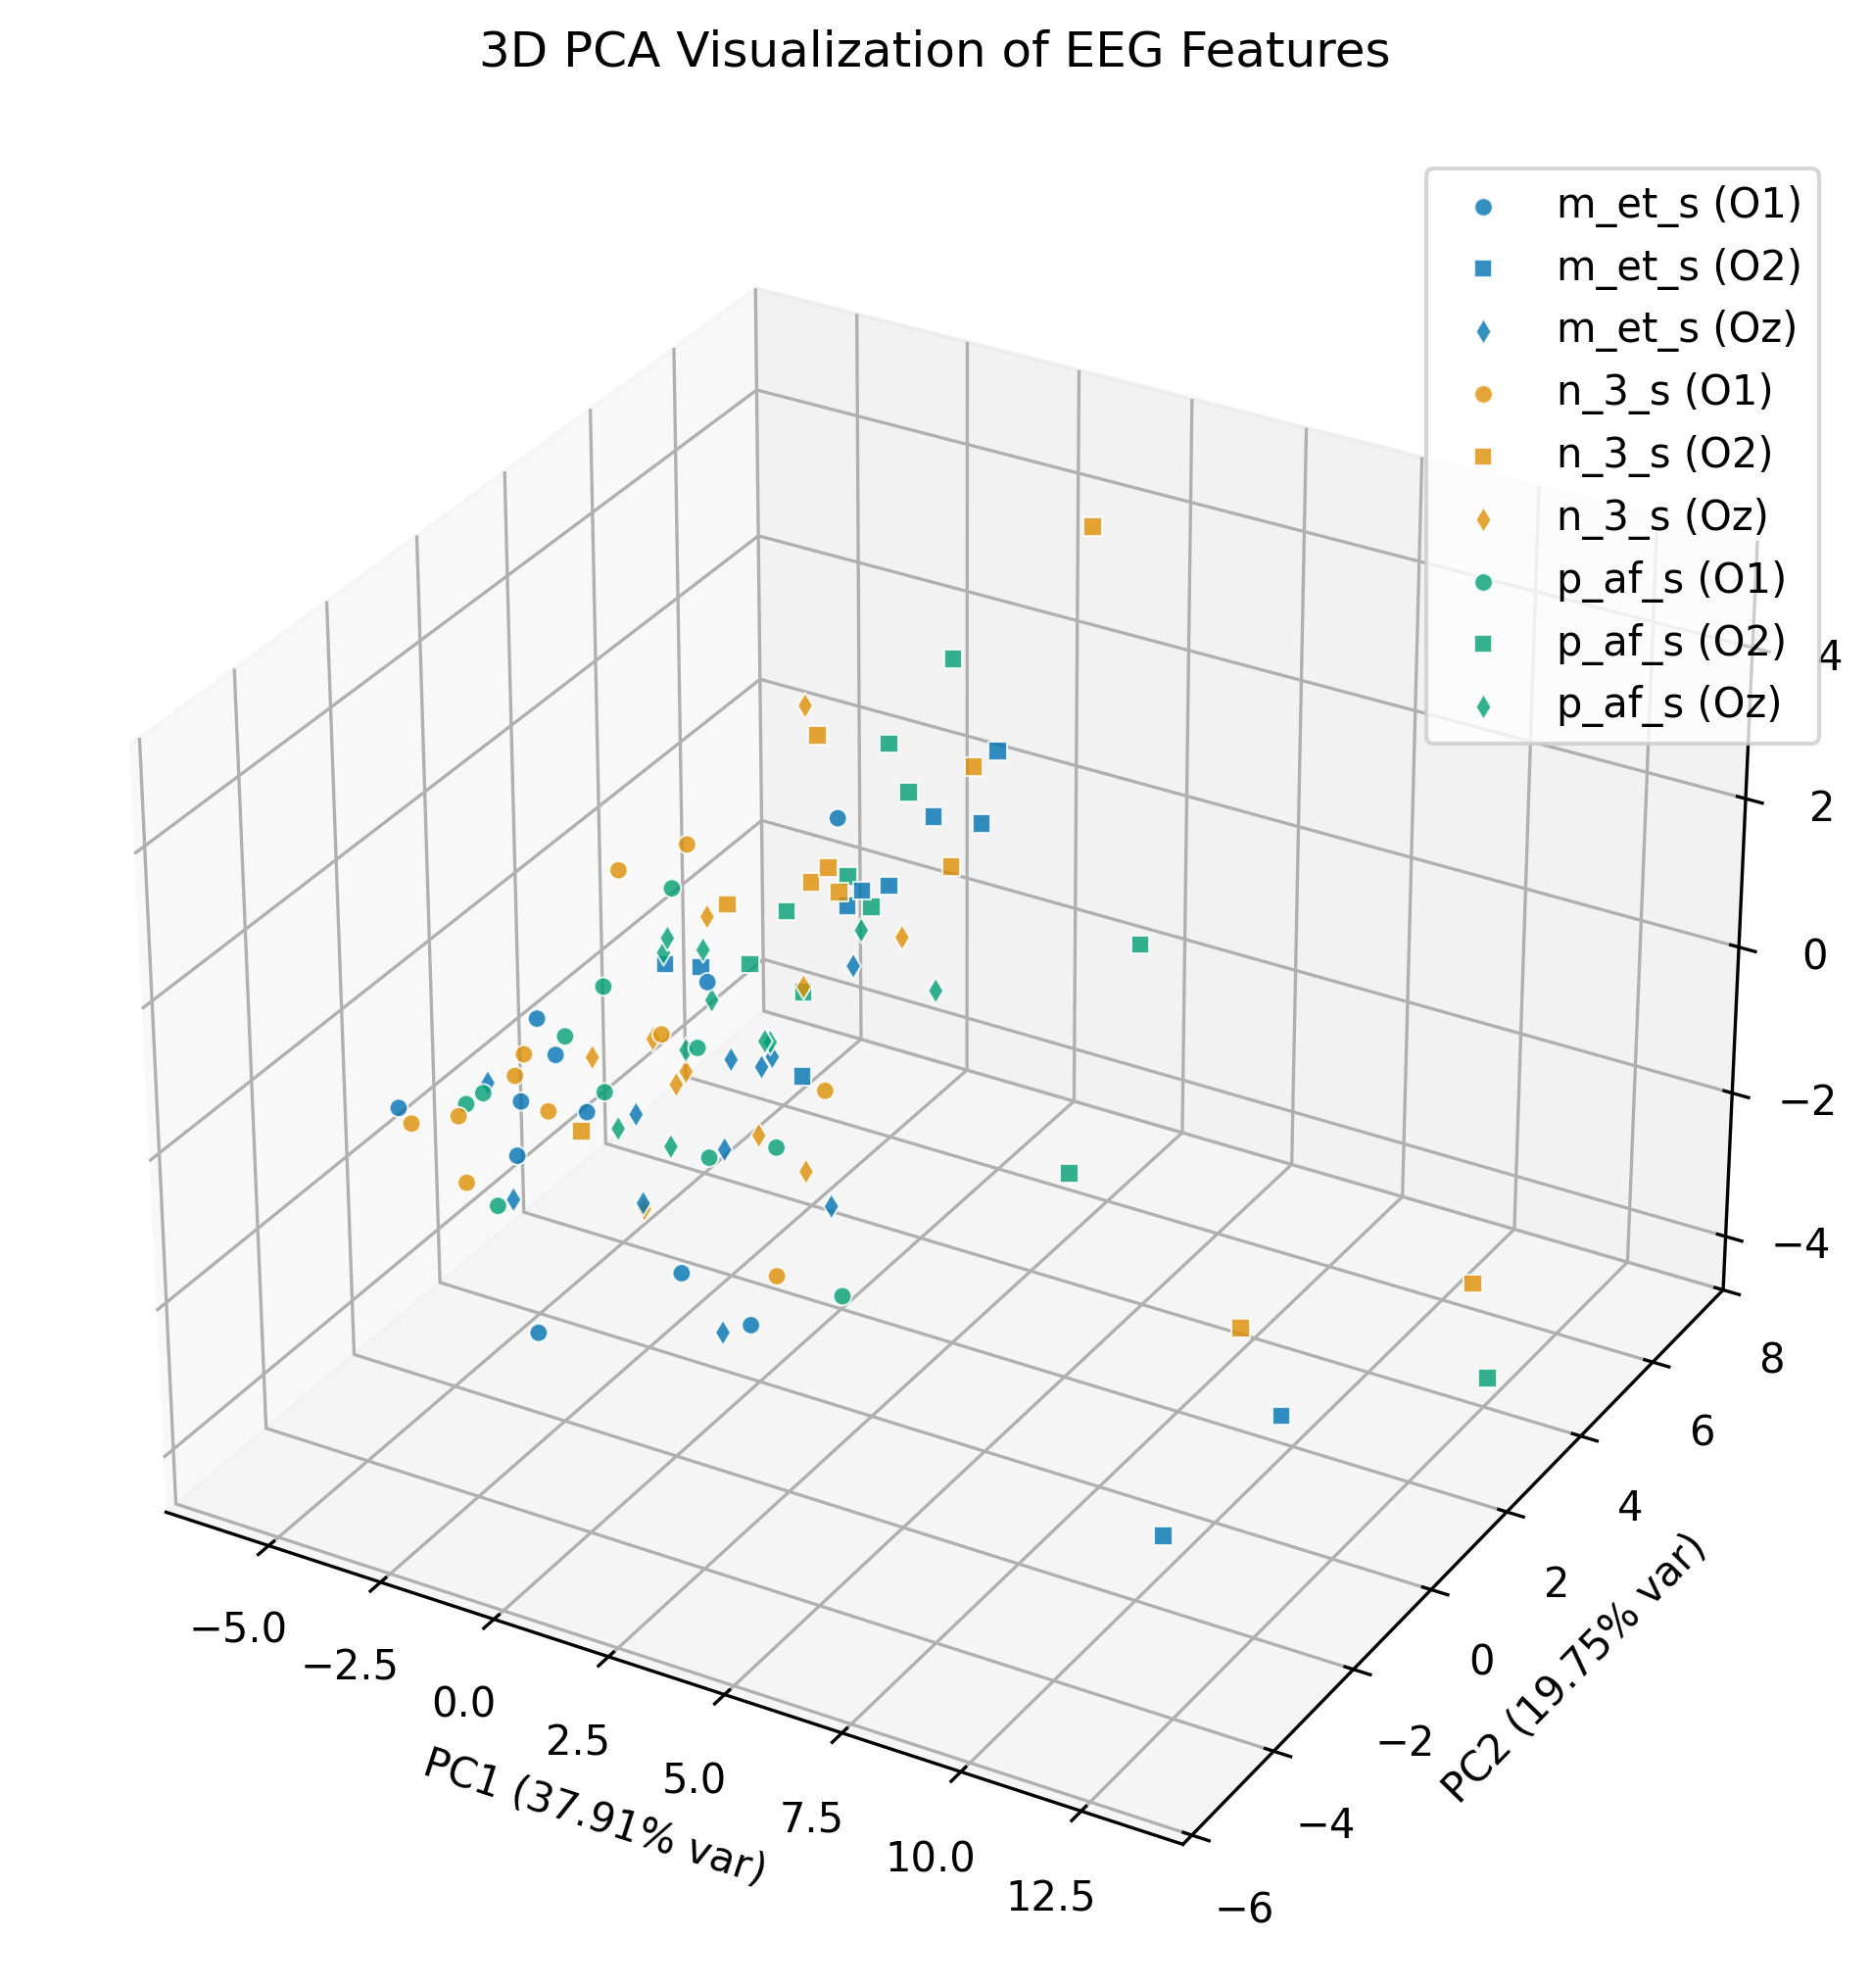 3D PCA Visualization of EEG Features
m_et_s (O1)
m_et_s (O2)
m_et_s (Oz)
n_3_s (O1)
n_3_s (O2)
n_3_s (Oz)
p_af_s (O1)
p_af_s (O2)
p_af_s (Oz)
4
2
0
−2
−4
8
6
4
2
0
−2
−4
−6
PC2 (19.75% var)
−5.0
−2.5
0.0
2.5
5.0
7.5
10.0
12.5
PC1 (37.91% var)